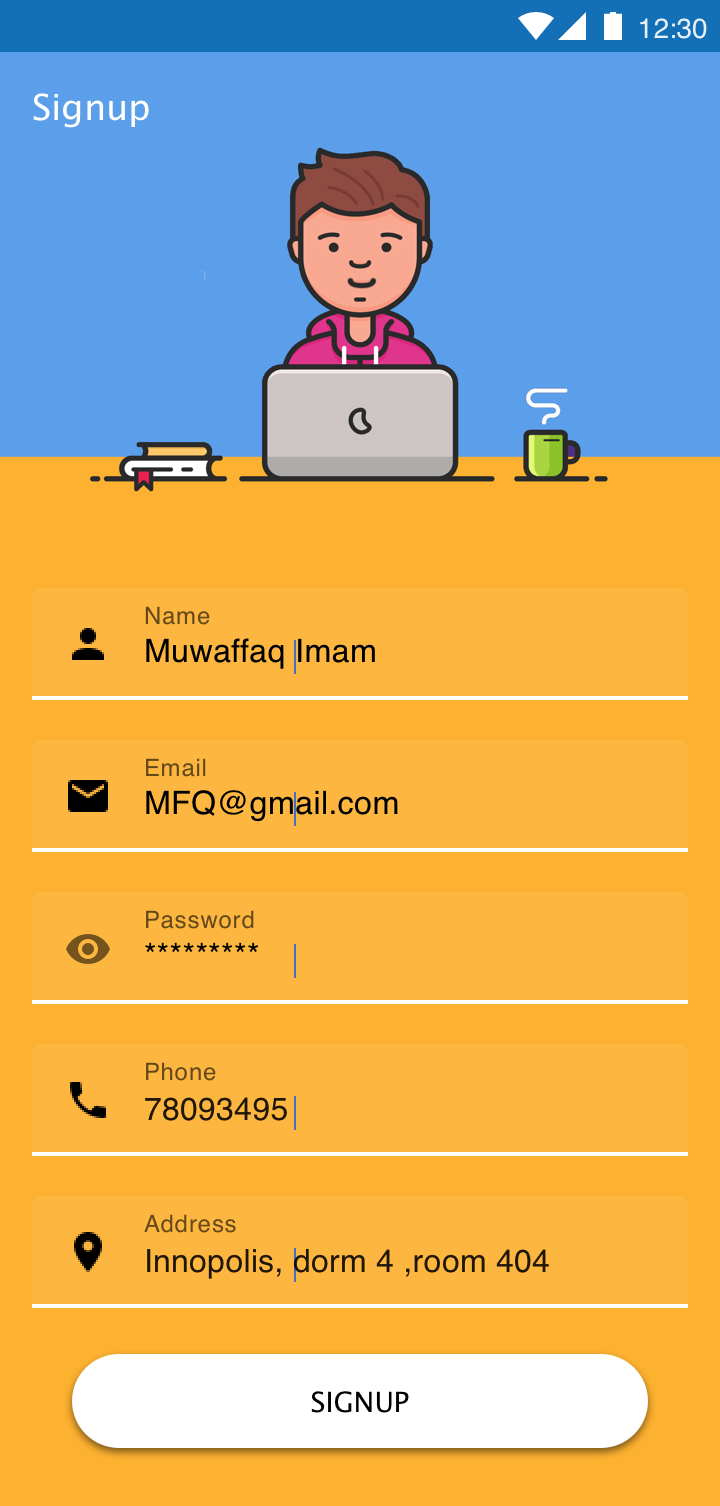 12:30
Signup
Name
Muwaffaq Imam
Email
MFQ@gmail.com
Password
*********
Phone
78093495
Address
Innopolis, dorm 4 ,room 404
SIGNUP